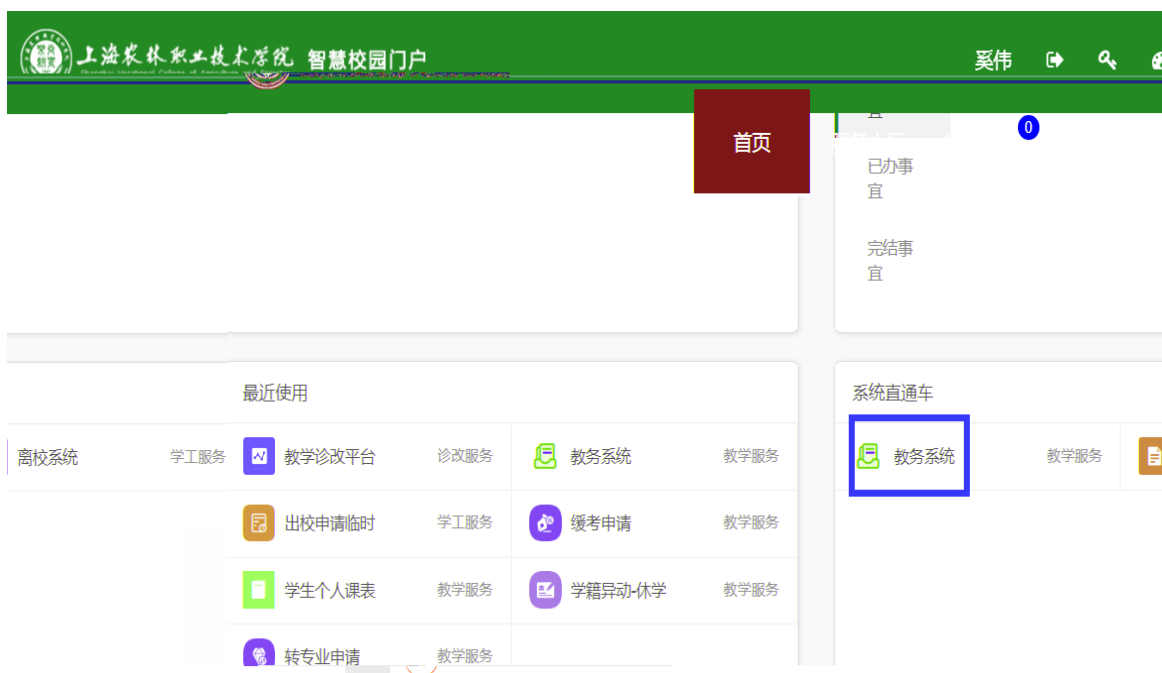 上海农林职业技术学院 智慧校园门户
奚伟
首页
0
已办事
宜
完结事
宜
最近使用
系统直通车
离校系统 学工服务
教学诊改平台 诊改服务
教务系统 教学服务
教务系统 教学服务
出校申请临时 学工服务
缓考申请 教学服务
学生个人课表 教学服务
学籍异动-休学 教学服务
转专业申请 教学服务